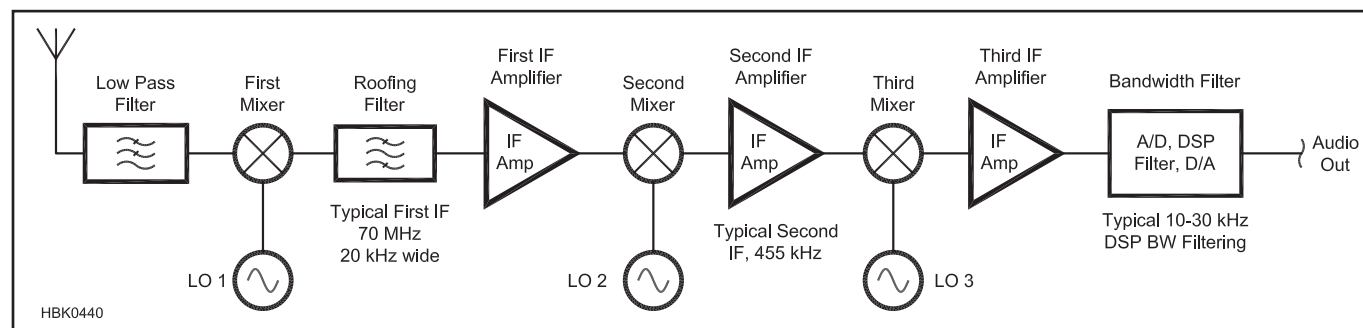 Low Pass
Filter
First
Mixer
Roofing
Filter
First IF
Amplifier
Second
Mixer
Second IF
Amplifier
Third
Mixer
Third IF
Amplifier
Bandwidth Filter
IF
Amp
IF
Amp
IF
Amp
A/D, DSP
Filter, D/A
Audio
Out
Typical First IF
70 MHz
20 kHz wide
Typical Second
IF, 455 kHz
Typical 10-30 kHz
DSP BW Filtering
LO 1
LO 2
LO 3
HBK0440